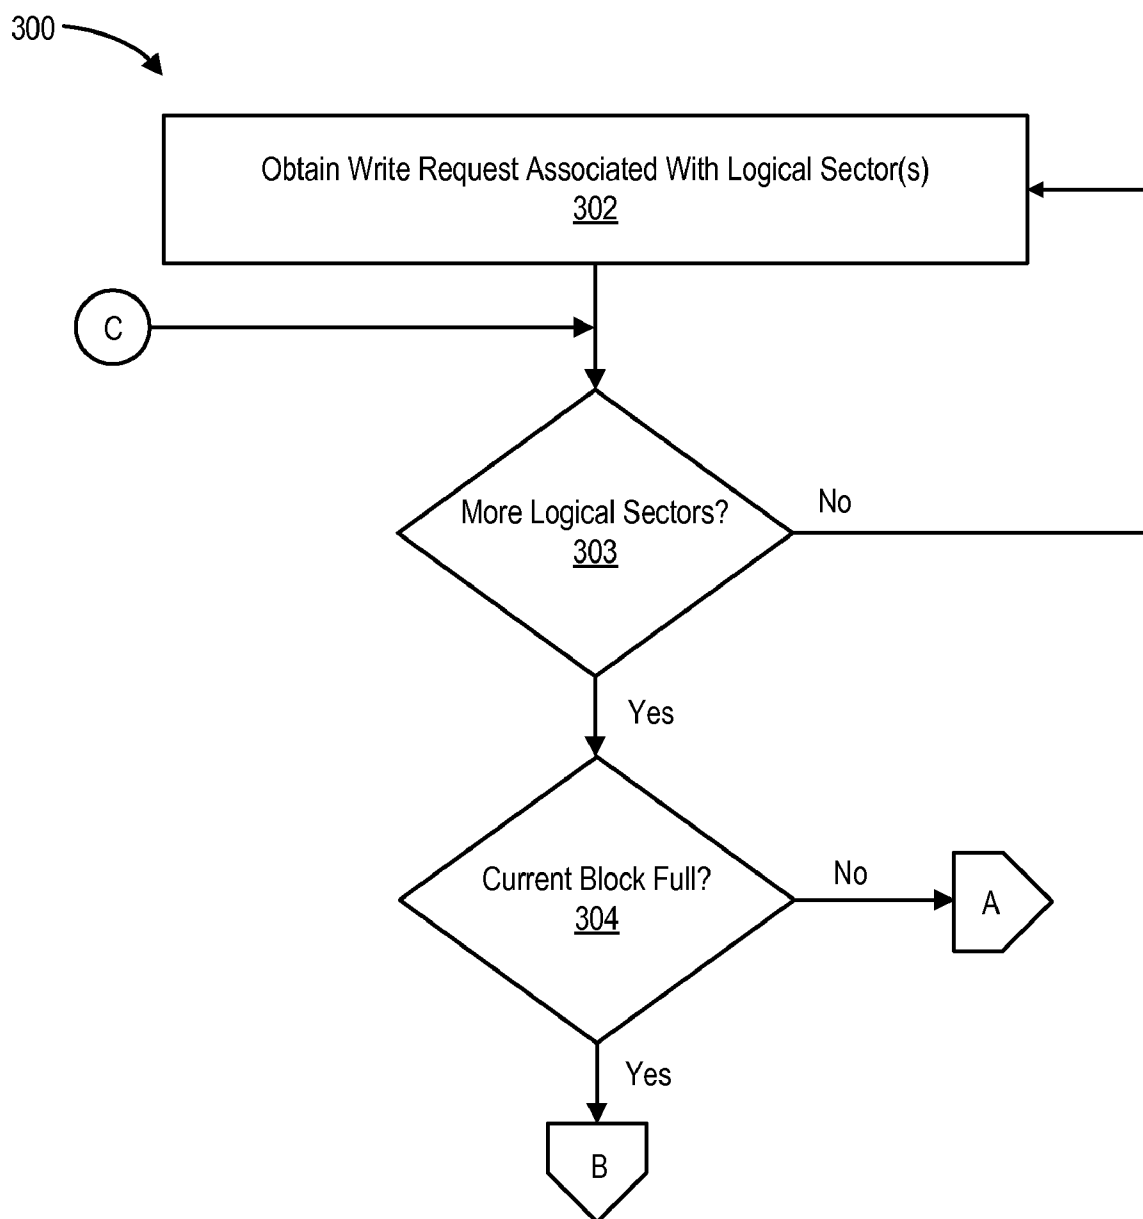 300
Obtain Write Request Associated With Logical Sector(s)
302
C
More Logical Sectors?
303
No
Yes
Current Block Full?
304
No
A
Yes
B